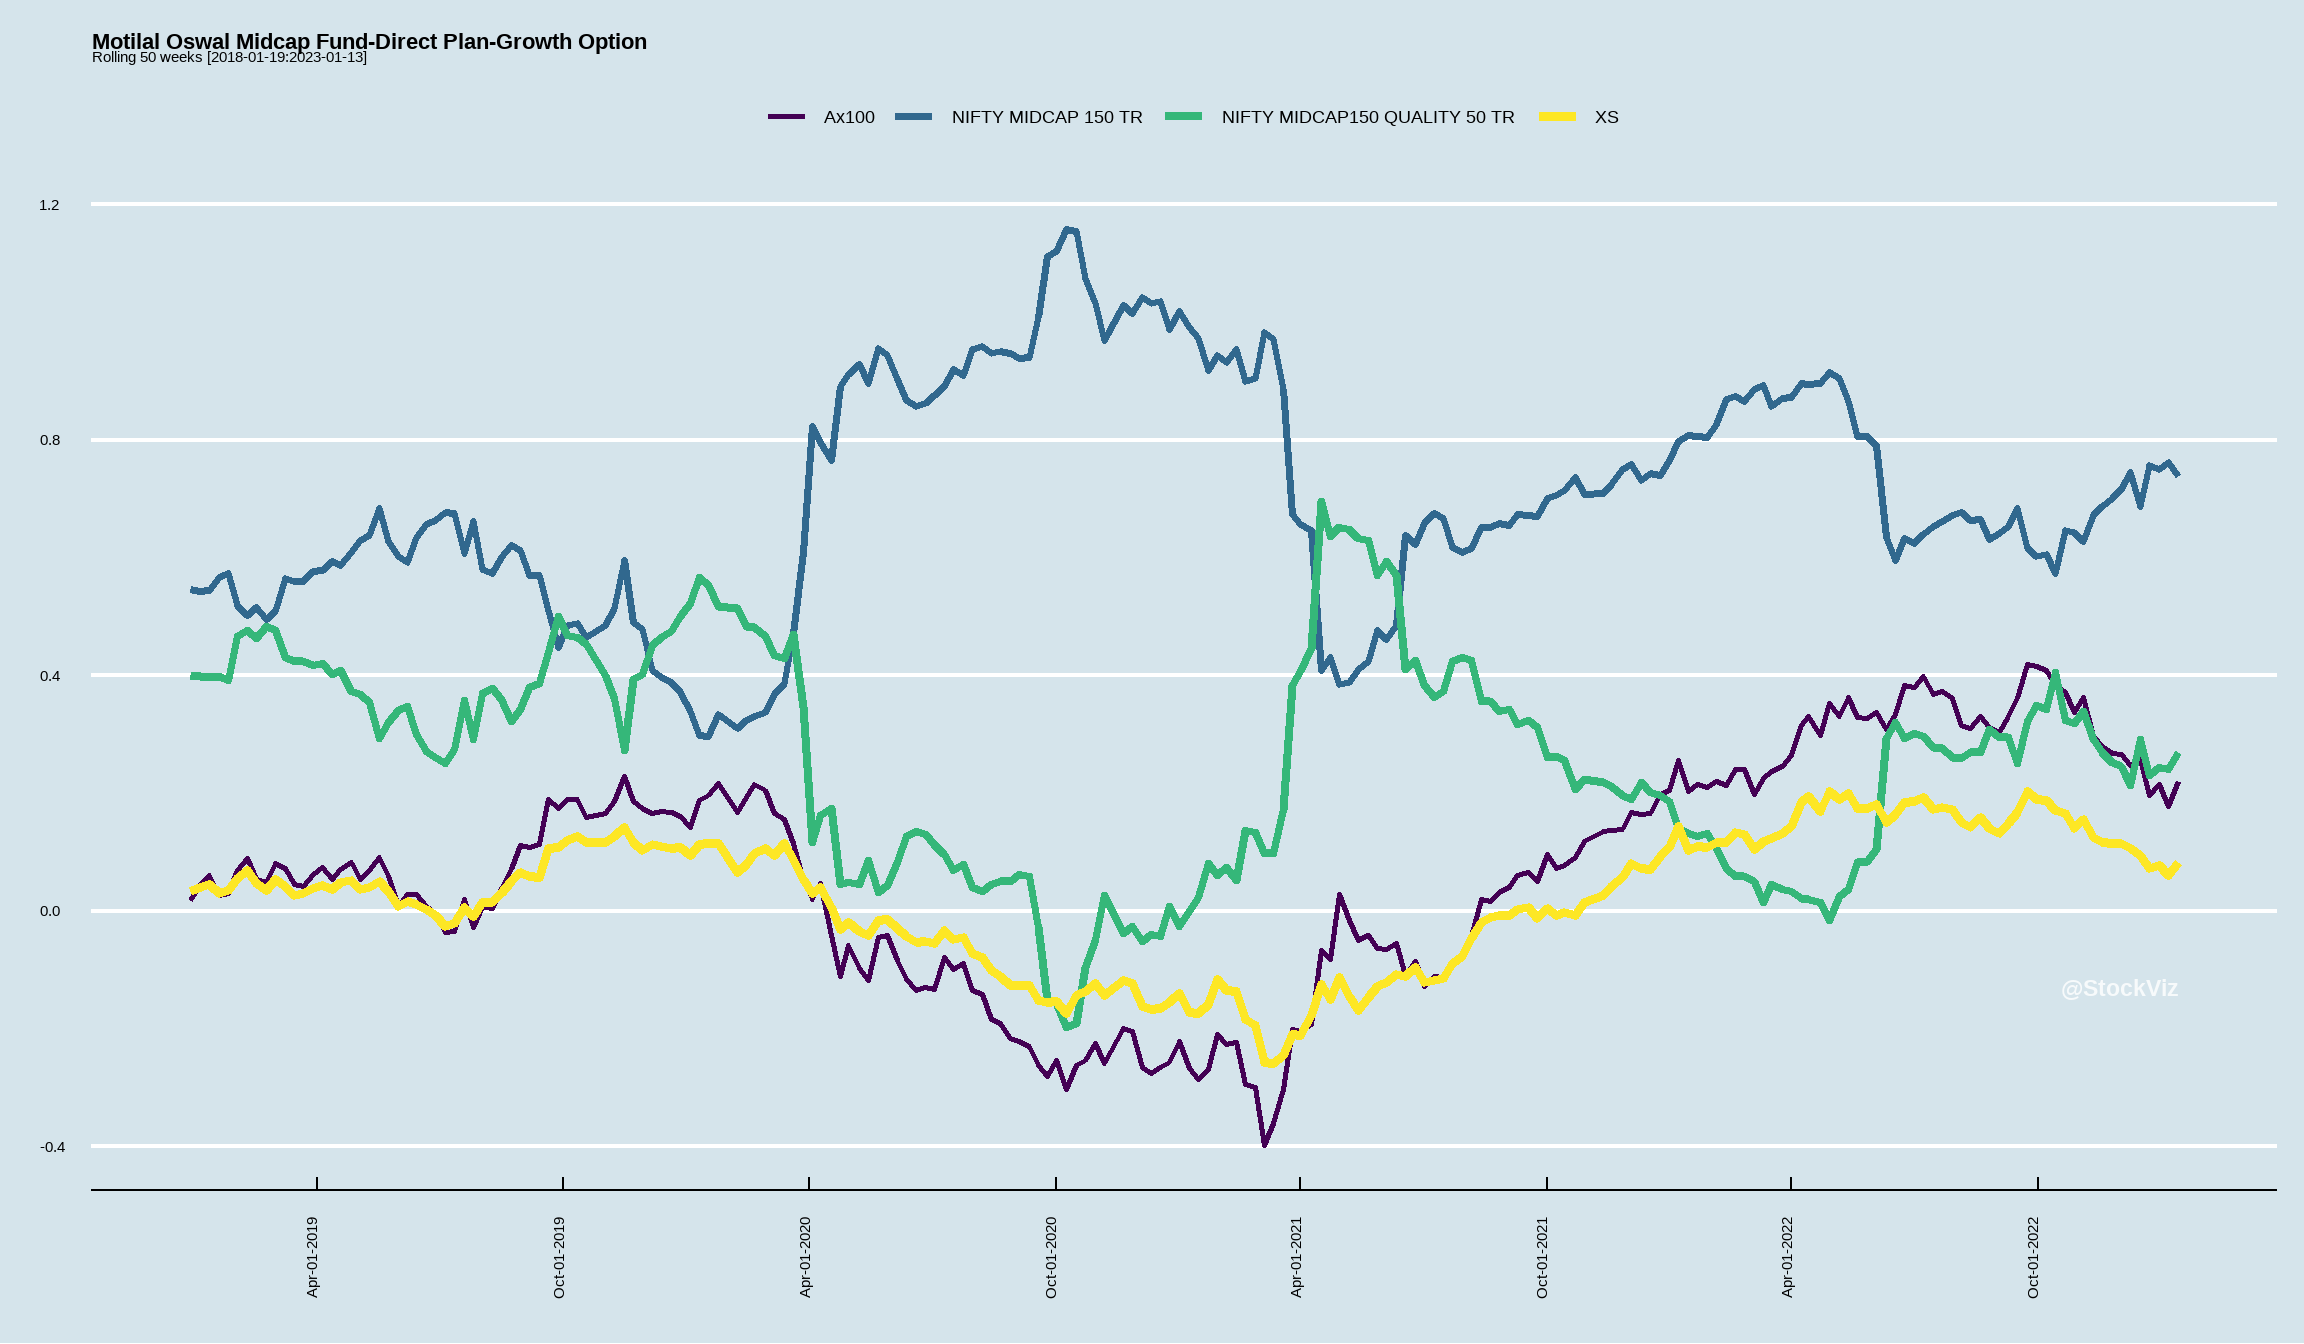 Motilal Oswal Midcap Fund-Direct Plan-Growth Option
Rolling 50 weeks [2018-01-19:2023-01-13]
Ax100 NIFTY MIDCAP 150 TR NIFTY MIDCAP150 QUALITY 50 TR XS
1.2
0.8
0.4
0.0
-0.4
@StockViz
Apr-01-2019 Oct-01-2019 Apr-01-2020 Oct-01-2020 Apr-01-2021 Oct-01-2021 Apr-01-2022 Oct-01-2022